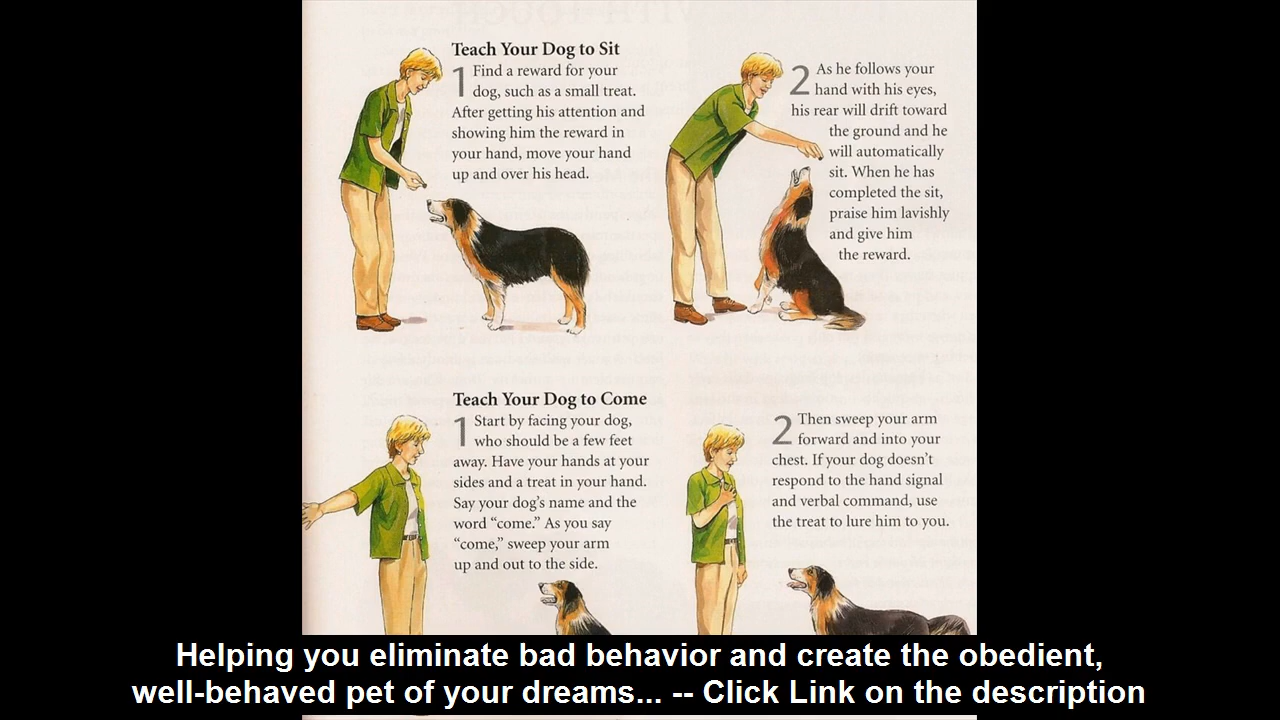 Teach Your Dog to Sit
1 Find a reward for your
dog, such as a small treat.
After getting his attention and
showing him the reward in
your hand, move your hand
up and over his head.
2 As he follows your
hand with his eyes,
his rear will drift toward
the ground and he
will automatically
sit. When he has
completed the sit,
praise him lavishly
and give him
the reward.
Teach Your Dog to Come
1 Start by facing your dog,
who should be a few feet
away. Have your hands at your
sides and a treat in your hand.
Say your dog's name and the
word “come.” As you say
“come,” sweep your arm
up and out to the side.
2 Then sweep your arm
forward and into your
chest. If your dog doesn't
respond to the hand signal
and verbal command, use
the treat to lure him to you.
Helping you eliminate bad behavior and create the obedient,
well-behaved pet of your dreams... -- Click Link on the description